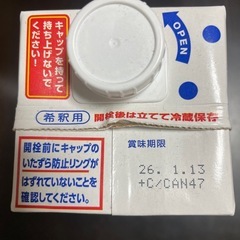 キャップを持って
持ち上げないで
ください!
OPEN
希釈用
開栓後は立てて冷蔵保存
開栓前にキャップの
いたずら防止リングが
はずれていないことを
確認してください。
賞味期限
26. 1.13
+C/CAN47